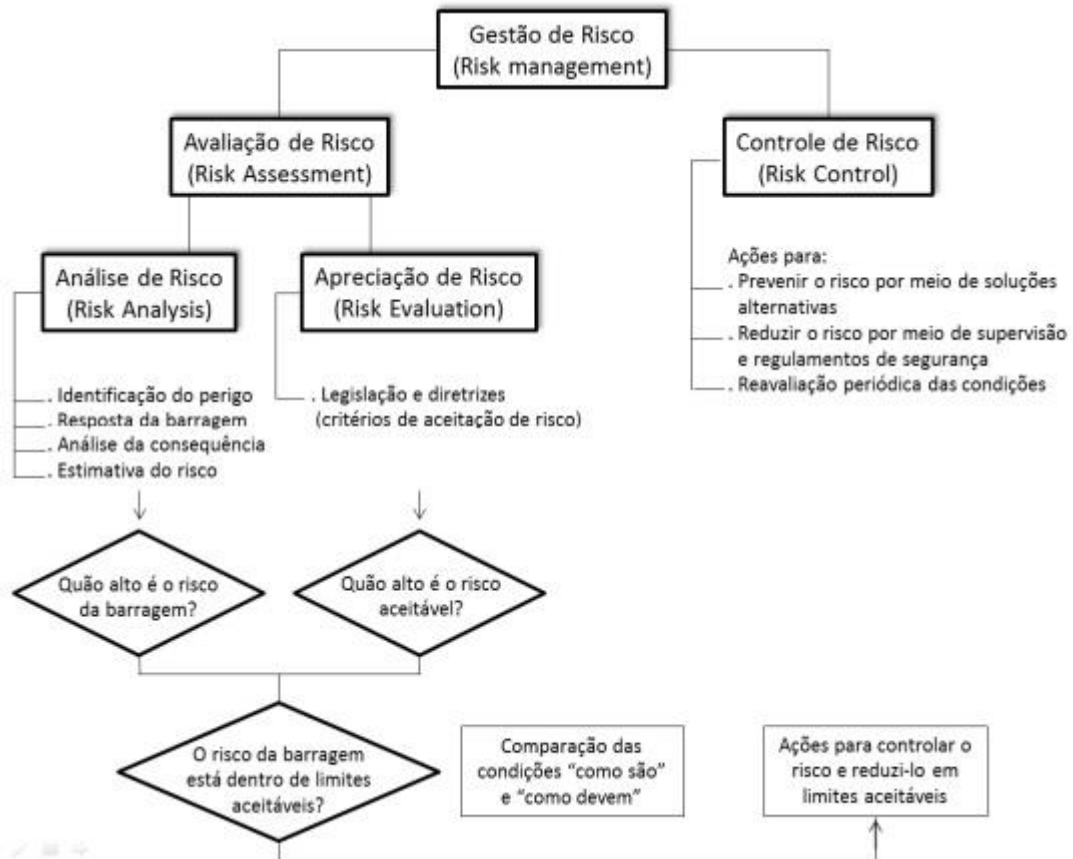 Gestão de Risco
(Risk management)
Avaliação de Risco
(Risk Assessment)
Controle de Risco
(Risk Control)
Análise de Risco
(Risk Analysis)
Apreciação de Risco
(Risk Evaluation)
Ações para:
. Prevenir o risco por meio de soluções
alternativas
. Reduzir o risco por meio de supervisão
e regulamentos de segurança
. Reavaliação periódica das condições
. Identificação do perigo
. Resposta da barragem
. Análise da consequência
. Estimativa do risco
. Legislação e diretrizes
(critérios de aceitação de risco)
Quão alto é o risco
da barragem?
Quão alto é o risco
aceitável?
O risco da barragem
está dentro de limites
aceitáveis?
Comparação das
condições “como são”
e “como devem”
Ações para controlar o
risco e reduzi-lo em
limites aceitáveis